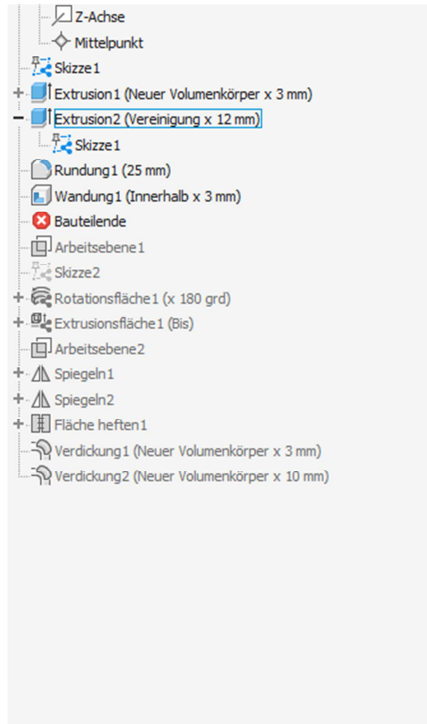 Z-Achse
Mittelpunkt
Skizze1
Extrusion1 (Neuer Volumenkörper x 3 mm)
Extrusion2 (Vereinigung x 12 mm)
Skizze1
Rundung1 (25 mm)
Wandung1 (Innerhalb x 3 mm)
Bauteilende
Arbeitsebene1
Skizze2
Rotationsfläche1 (x 180 grd)
Extrusionsfläche1 (Bis)
Arbeitsebene2
Spiegeln1
Spiegeln2
Fläche heften1
Verdickung1 (Neuer Volumenkörper x 3 mm)
Verdickung2 (Neuer Volumenkörper x 10 mm)